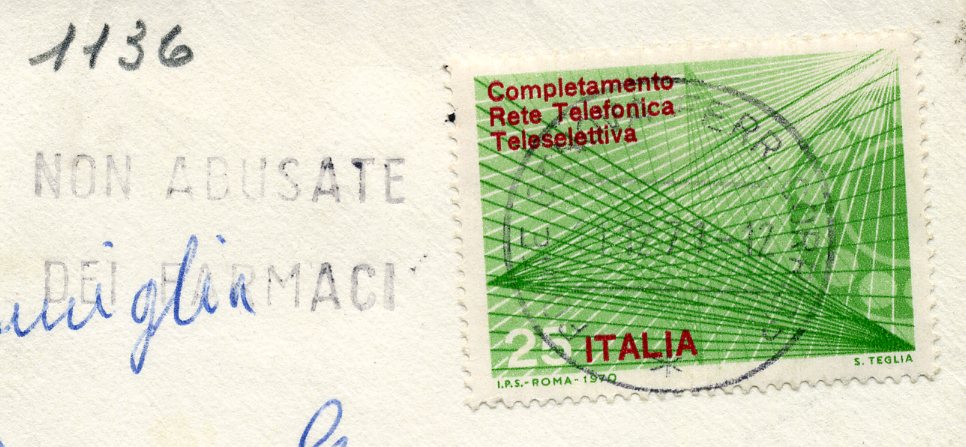 1136
Completamento
Rete Telefonica
Teleselettiva
NON ABUSATE
DEI FARMACI
25 ITALIA
I.P.S.-ROMA-1970
S. TEGLIA